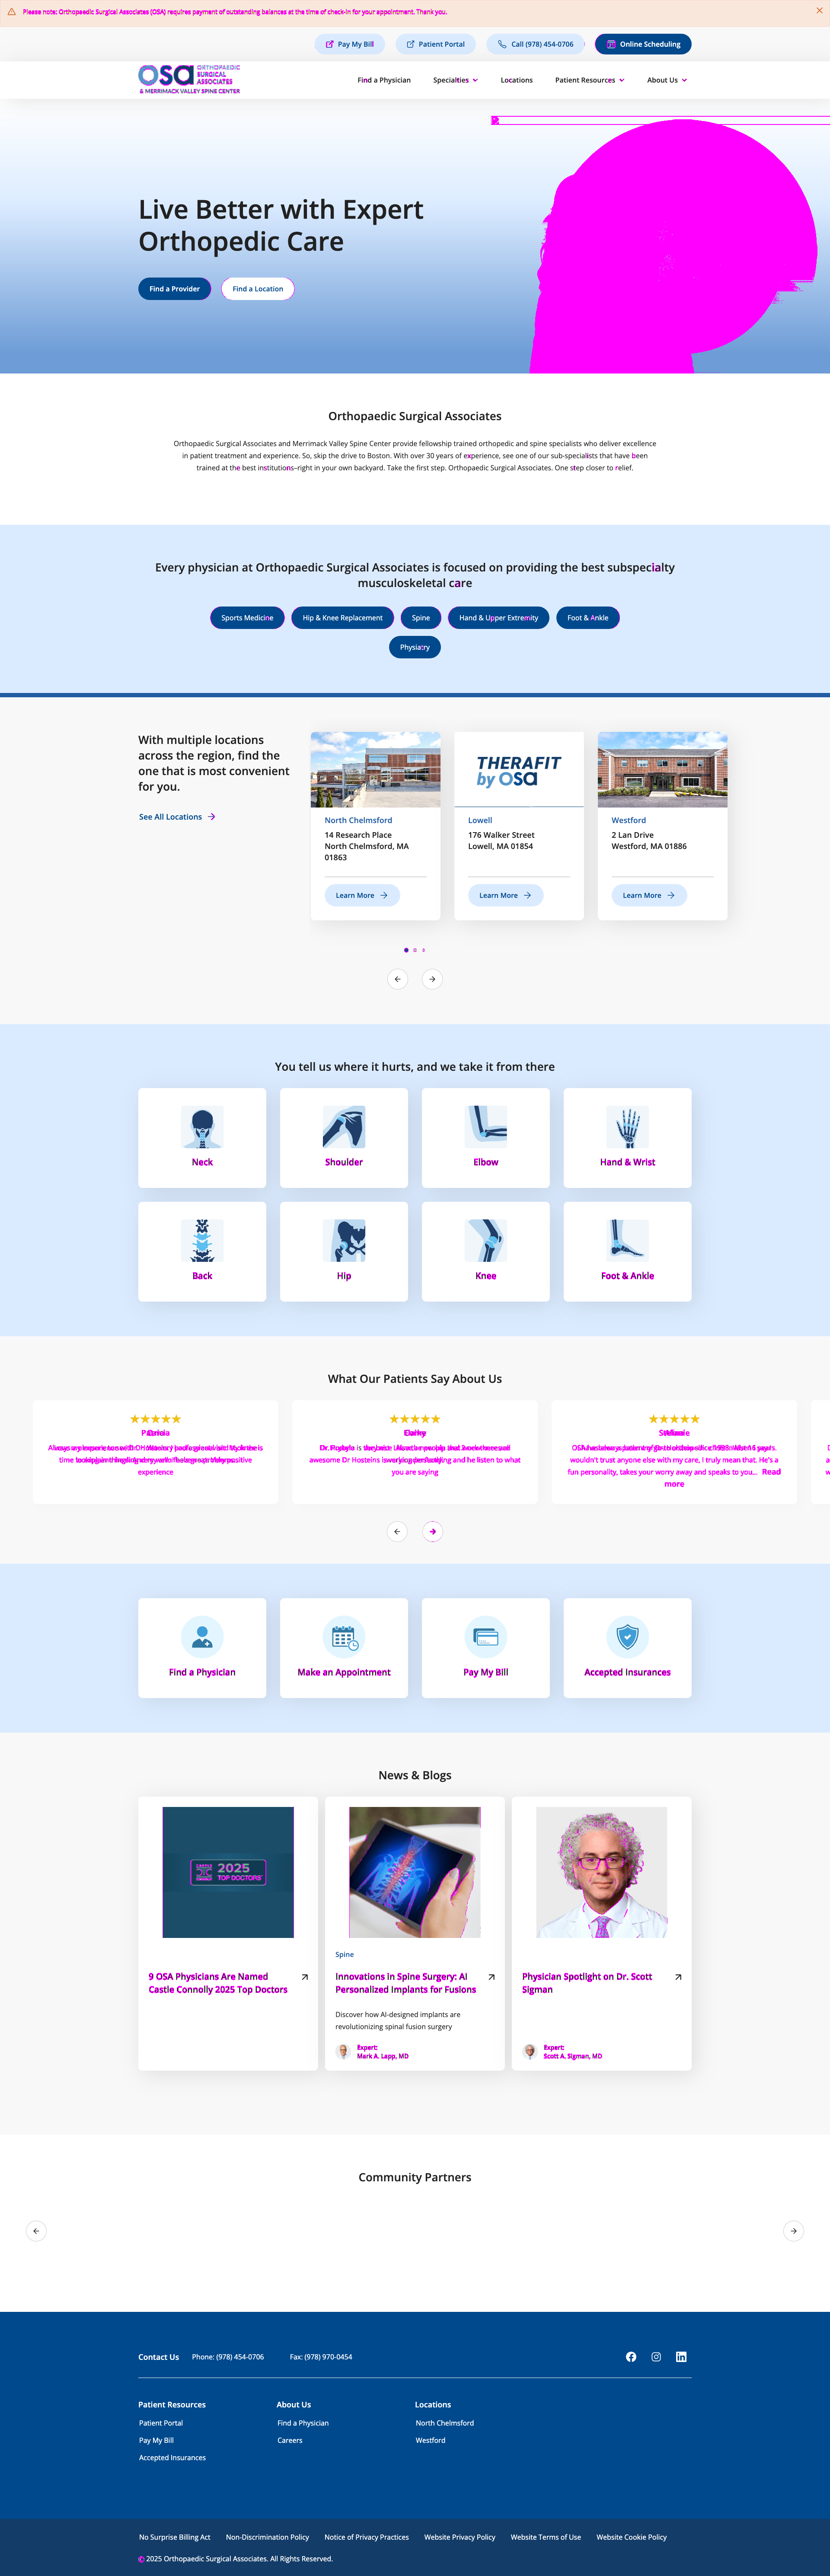 Please note: Orthopaedic Surgical Associates (OSA) requires payment of outstanding balances at the time of check-in for your appointment. Thank you.
Pay My Bill
Patient Portal
Call (978) 454-0706
Online Scheduling
OSA ORTHOPAEDIC SURGICAL ASSOCIATES
& MERRIMACK VALLEY SPINE CENTER
Find a Physician
Specialties
Locations
Patient Resources
About Us
Live Better with Expert
Orthopedic Care
Find a Provider
Find a Location
Orthopaedic Surgical Associates
Orthopaedic Surgical Associates and Merrimack Valley Spine Center provide fellowship trained orthopedic and spine specialists who deliver excellence
in patient treatment and experience. So, skip the drive to Boston. With over 30 years of experience, see one of our sub-specialists that have been
trained at the best institutions–right in your own backyard. Take the first step. Orthopaedic Surgical Associates. One step closer to relief.
Every physician at Orthopaedic Surgical Associates is focused on providing the best subspecialty
musculoskeletal care
Sports Medicine
Hip & Knee Replacement
Spine
Hand & Upper Extremity
Foot & Ankle
Physiatry
With multiple locations
across the region, find the
one that is most convenient
for you.
See All Locations
North Chelmsford
14 Research Place
North Chelmsford, MA
01863
Learn More
THERAFIT
by OSA
Lowell
176 Walker Street
Lowell, MA 01854
Learn More
Westford
2 Lan Drive
Westford, MA 01886
Learn More
You tell us where it hurts, and we take it from there
Neck
Shoulder
Elbow
Hand & Wrist
Back
Hip
Knee
Foot & Ankle
What Our Patients Say About Us
experience
awesome Dr Hosteins is
you are saying
wouldn't trust anyone else with my care, I truly mean that. He's a
fun personality, takes your worry away and speaks to you... Read
more
Find a Physician
Make an Appointment
Pay My Bill
Accepted Insurances
News & Blogs
CASTLE CONNOLLY 2025 TOP DOCTORS
9 OSA Physicians Are Named
Castle Connolly 2025 Top Doctors
Spine
Innovations in Spine Surgery: AI
Personalized Implants for Fusions
Discover how AI-designed implants are
revolutionizing spinal fusion surgery
Expert:
Mark A. Lapp, MD
Physician Spotlight on Dr. Scott
Sigman
Expert:
Scott A. Sigman, MD
Community Partners
Contact Us
Phone: (978) 454-0706
Fax: (978) 970-0454
Patient Resources
Patient Portal
Pay My Bill
Accepted Insurances
About Us
Find a Physician
Careers
Locations
North Chelmsford
Westford
No Surprise Billing Act
Non-Discrimination Policy
Notice of Privacy Practices
Website Privacy Policy
Website Terms of Use
Website Cookie Policy
© 2025 Orthopaedic Surgical Associates. All Rights Reserved.